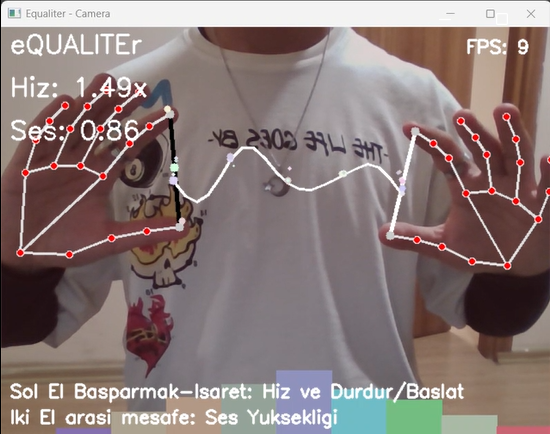 Equaliter - Camera
eQUALITEr
FPS: 9
Hiz: 1.49x
Ses: 0.86
-THE LIFE GOES BY-
Sol El Basparmak-Isaret: Hiz ve Durdur/Baslat
Iki El arasi mesafe: Ses Yuksekligi